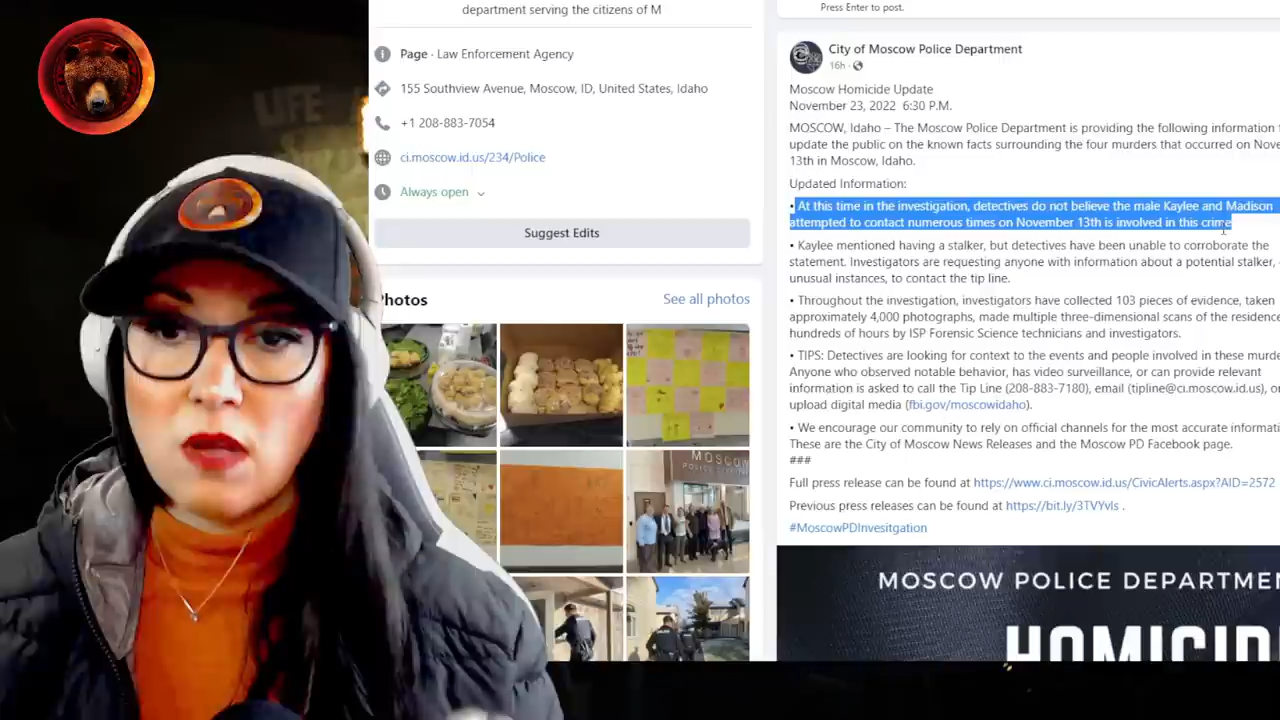 department serving the citizens of M
Page · Law Enforcement Agency
155 Southview Avenue, Moscow, ID, United States, Idaho
+1 208-883-7054
ci.moscow.id.us/234/Police
Always open
Suggest Edits
Photos
See all photos
MOSCOW
Press Enter to post.
City of Moscow Police Department
16h ·
Moscow Homicide Update
November 23, 2022 6:30 P.M.
MOSCOW, Idaho – The Moscow Police Department is providing the following information
update the public on the known facts surrounding the four murders that occurred on Nove
13th in Moscow, Idaho.
Updated Information:
• At this time in the investigation, detectives do not believe the male Kaylee and Madison
attempted to contact numerous times on November 13th is involved in this crime
• Kaylee mentioned having a stalker, but detectives have been unable to corroborate the
statement. Investigators are requesting anyone with information about a potential stalker,
unusual instances, to contact the tip line.
• Throughout the investigation, investigators have collected 103 pieces of evidence, taken
approximately 4,000 photographs, made multiple three-dimensional scans of the residence
hundreds of hours by ISP Forensic Science technicians and investigators.
• TIPS: Detectives are looking for context to the events and people involved in these murde
Anyone who observed notable behavior, has video surveillance, or can provide relevant
information is asked to call the Tip Line (208-883-7180), email (tipline@ci.moscow.id.us), or
upload digital media (fbi.gov/moscowidaho).
• We encourage our community to rely on official channels for the most accurate informati
These are the City of Moscow News Releases and the Moscow PD Facebook page.
###
Full press release can be found at https://www.ci.moscow.id.us/CivicAlerts.aspx?AID=2572
Previous press releases can be found at https://bit.ly/3TVYvls .
#MoscowPDInvesitgation
MOSCOW POLICE DEPARTMEN
HOMICID
LIFE